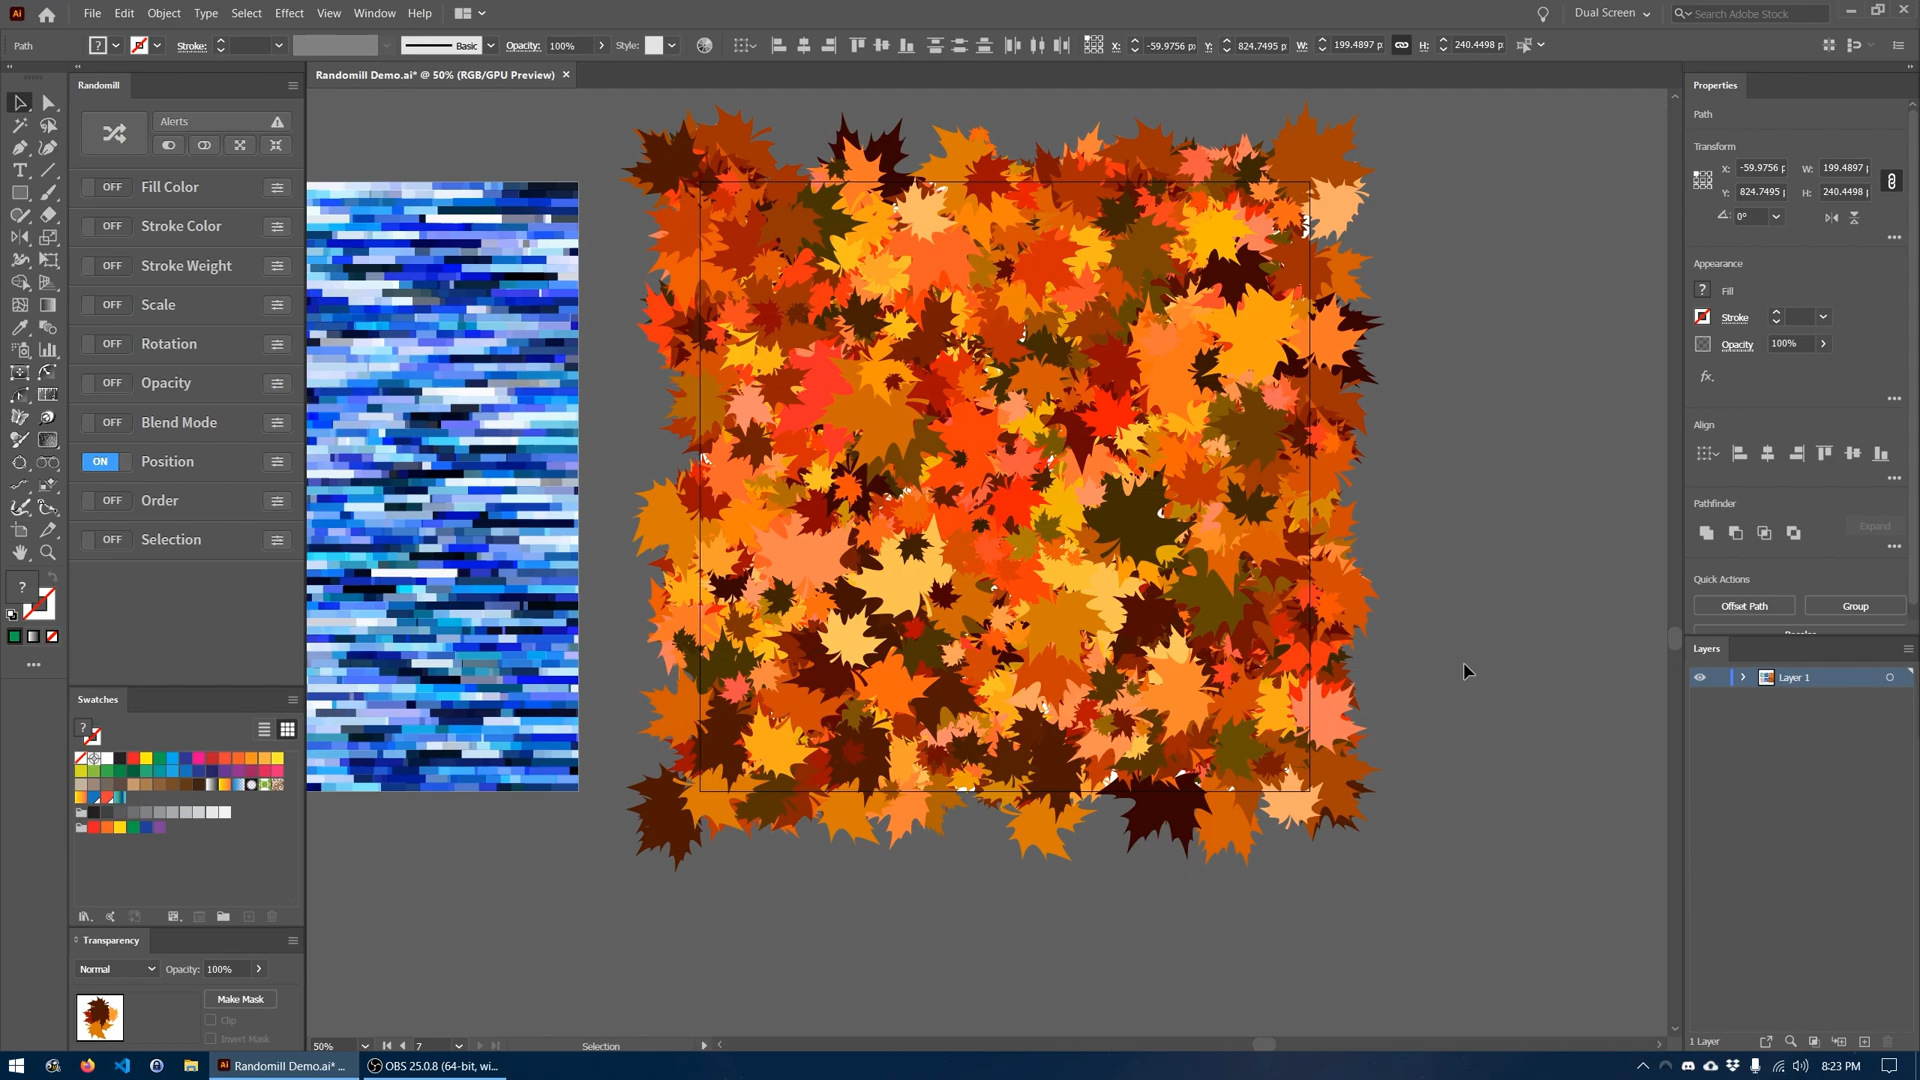 Ai File Edit Object Type Select Effect View Window Help Dual Screen Search Adobe Stock
Path ? Stroke: Basic Opacity: 100% Style: X: -59.9756 p Y: 824.7495 p W: 199.4897 p H: 240.4498 p
Randomill
Randomill Demo.ai* @ 50% (RGB/GPU Preview)
Properties
Path
Alerts
Transform
X: -59.9756 p W: 199.4897 p
OFF Fill Color
Y: 824.7495 p H: 240.4498 p
0°
OFF Stroke Color
OFF Stroke Weight
Appearance
? Fill
OFF Scale
Stroke
OFF Rotation
Opacity 100%
fx.
OFF Opacity
OFF Blend Mode
Align
ON Position
OFF Order
Pathfinder
Expand
OFF Selection
Quick Actions
Offset Path Group
?
Layers
Layer 1
Swatches
?
Transparency
Normal Opacity: 100%
Make Mask
Clip
Invert Mask
50% 7 Selection
1 Layer
Ai Randomill Demo.ai* ... OBS 25.0.8 (64-bit, wi... 8:23 PM